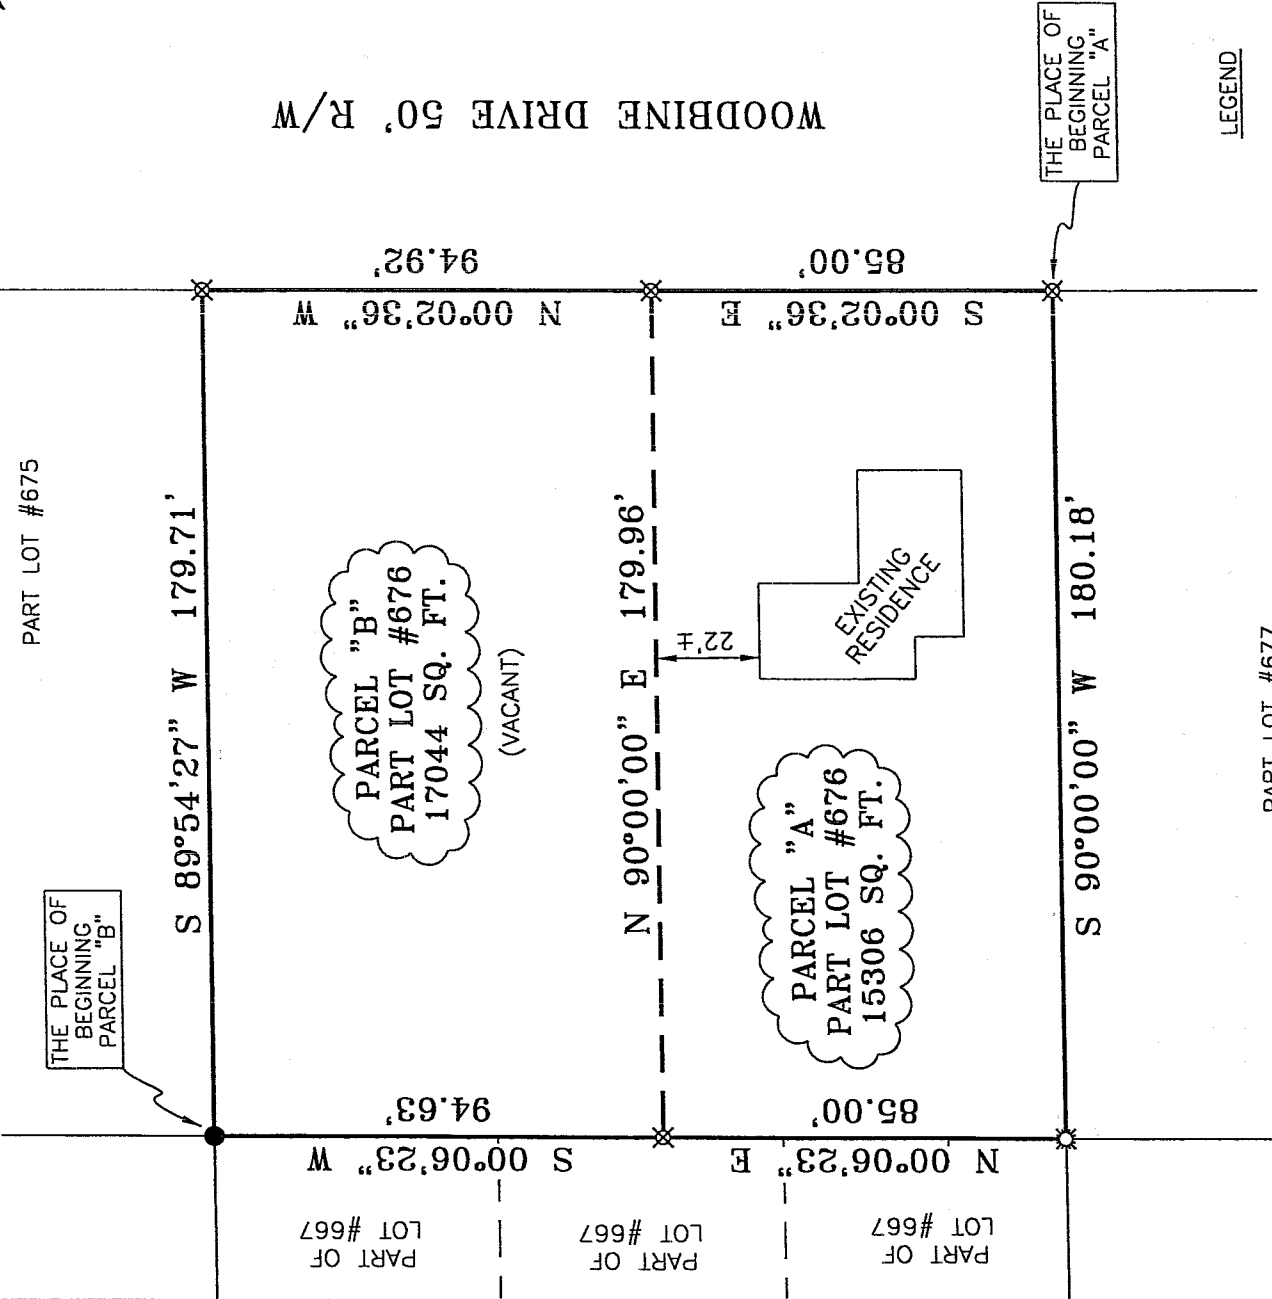 WOODBINE DRIVE 50' R/W
THE PLACE OF
BEGINNING
PARCEL "A"
LEGEND
94.92'
N 00°02'36" W
85.00'
S 00°02'36" E
PART LOT #675
S 89°54'27" W 179.71'
PARCEL "B"
PART LOT #676
17044 SQ. FT.
(VACANT)
N 90°00'00" E 179.96'
22'±
EXISTING
RESIDENCE
PARCEL "A"
PART LOT #676
15306 SQ. FT.
S 90°00'00" W 180.18'
PART LOT #677
THE PLACE OF
BEGINNING
PARCEL "B"
94.63'
S 00°06'23" W
85.00'
N 00°06'23" E
PART OF
LOT #667
PART OF
LOT #667
PART OF
LOT #667